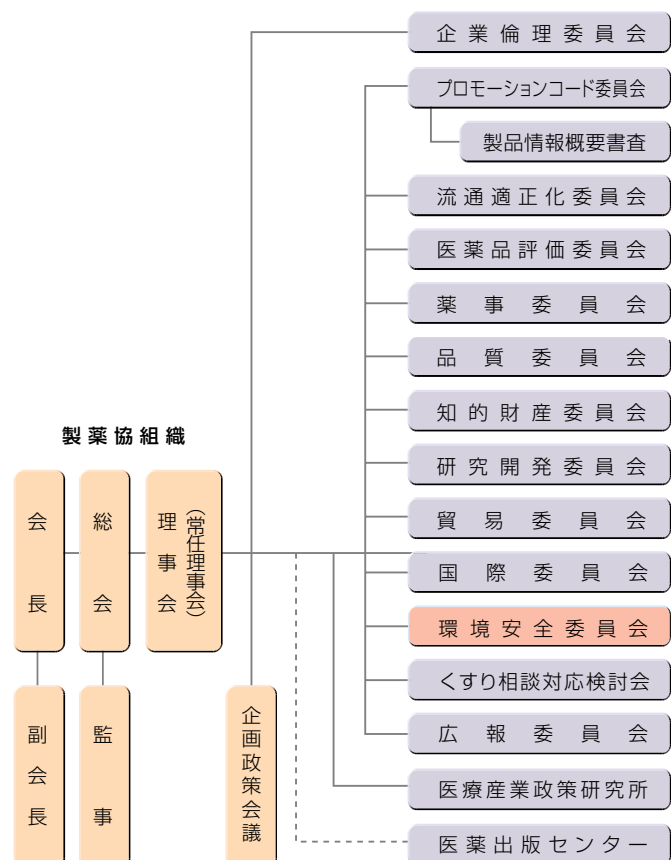 企業倫理委員会
プロモーションコード委員会
製品情報概要書査
流通適正化委員会
医薬品評価委員会
薬事委員会
品質委員会
知的財産委員会
研究開発委員会
貿易委員会
国際委員会
環境安全委員会
くすり相談対応検討会
広報委員会
医療産業政策研究所
医薬出版センター
製薬協組織
会長
総会
理事会
(常任理事会)
副会長
監事
企画政策会議